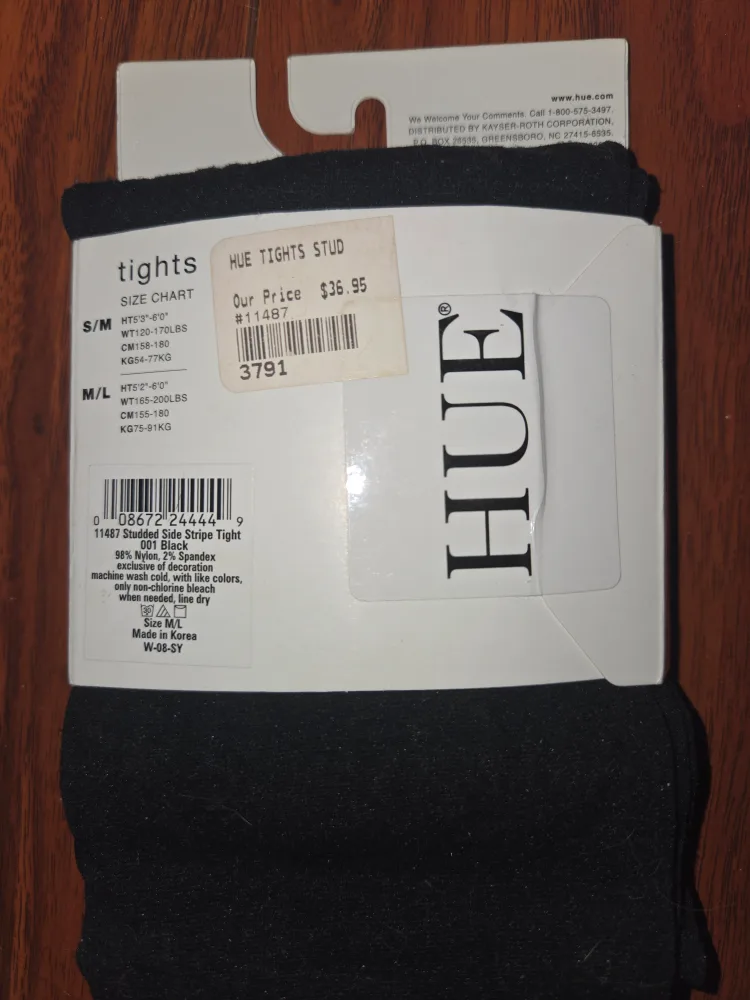 www.hue.com
We Welcome Your Comments. Call 1-800-575-3497.
DISTRIBUTED BY KAYSER-ROTH CORPORATION,
P.O. BOX 26535, GREENSBORO, NC 27415-6535.
tights
SIZE CHART
S/M HT5'3"-6'0"
WT120-170LBS
CM158-180
KG54-77KG
M/L HT5'2"-6'0"
WT165-200LBS
CM155-180
KG75-91KG
HUE TIGHTS STUD
Our Price $36.95
#11487
3791
HUE®
0 08672 24444 9
11487 Studded Side Stripe Tight
001 Black
98% Nylon, 2% Spandex
exclusive of decoration
machine wash cold, with like colors,
only non-chlorine bleach
when needed, line dry
30
Size M/L
Made in Korea
W-08-SY